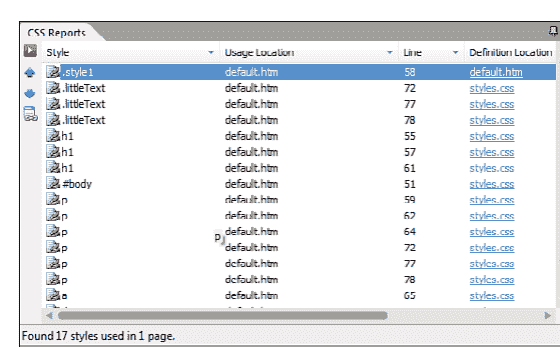 CSS Reports
Style Usage Location Line Definition Location
.style1 default.htm 58 default.htm
.littleText default.htm 72 styles.css
.littleText default.htm 77 styles.css
.littleText default.htm 78 styles.css
h1 default.htm 55 styles.css
h1 default.htm 57 styles.css
h1 default.htm 61 styles.css
#body default.htm 51 styles.css
p default.htm 59 styles.css
p default.htm 62 styles.css
p default.htm 64 styles.css
p
p default.htm 72 styles.css
p default.htm 77 styles.css
p default.htm 78 styles.css
a default.htm 65 styles.css
Found 17 styles used in 1 page.